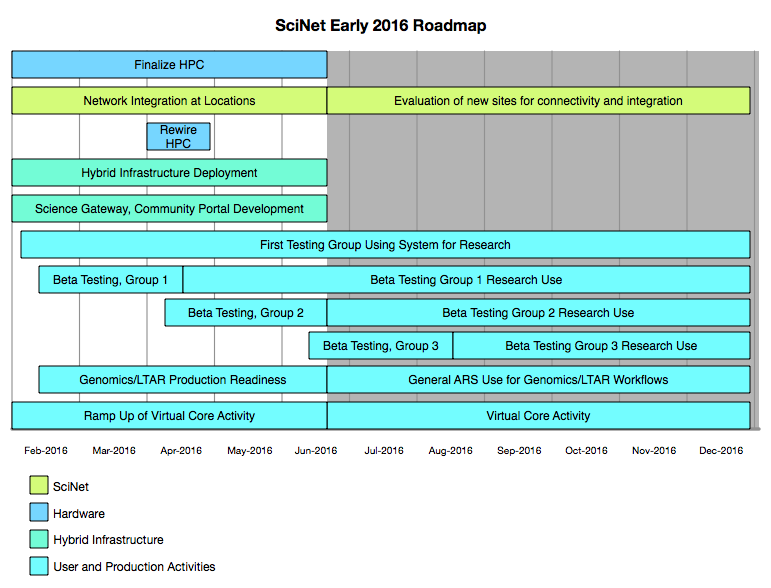 SciNet Early 2016 Roadmap
Finalize HPC
Network Integration at Locations
Evaluation of new sites for connectivity and integration
Rewire
HPC
Hybrid Infrastructure Deployment
Science Gateway, Community Portal Development
First Testing Group Using System for Research
Beta Testing, Group 1
Beta Testing Group 1 Research Use
Beta Testing, Group 2
Beta Testing Group 2 Research Use
Beta Testing, Group 3
Beta Testing Group 3 Research Use
Genomics/LTAR Production Readiness
General ARS Use for Genomics/LTAR Workflows
Ramp Up of Virtual Core Activity
Virtual Core Activity
Feb-2016
Mar-2016
Apr-2016
May-2016
Jun-2016
Jul-2016
Aug-2016
Sep-2016
Oct-2016
Nov-2016
Dec-2016
SciNet
Hardware
Hybrid Infrastructure
User and Production Activities